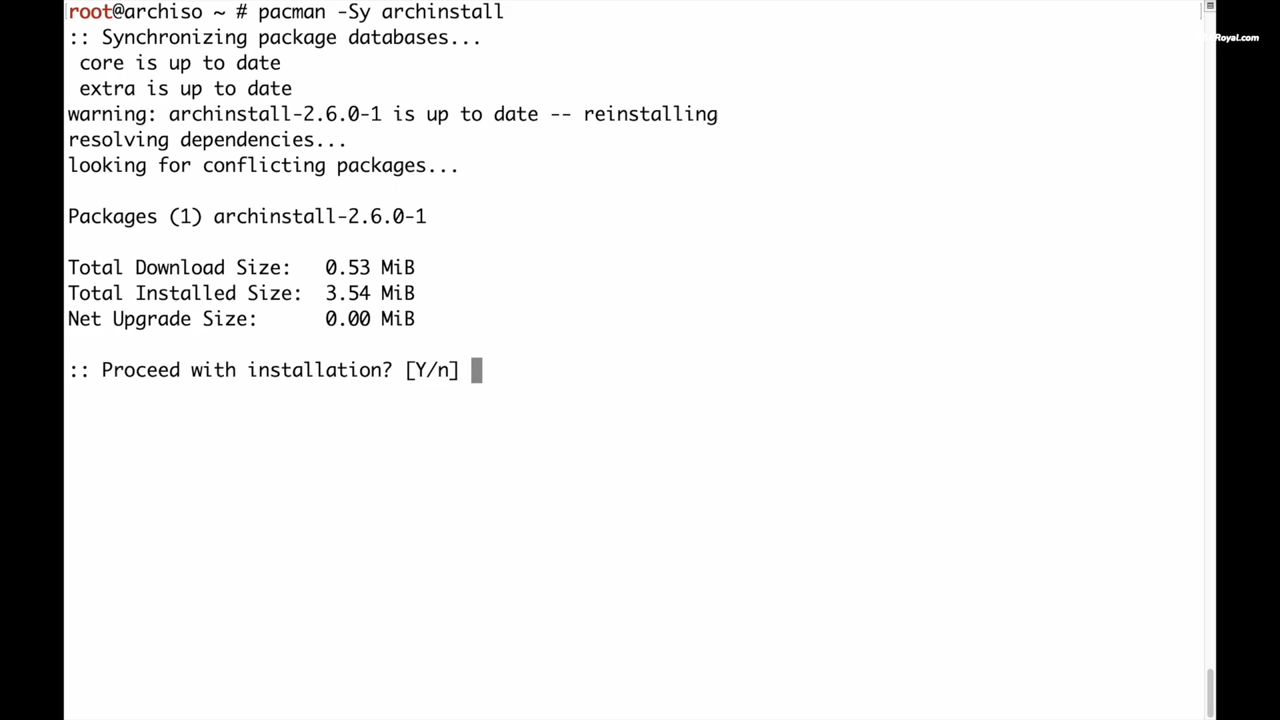 root@archiso ~ # pacman -Sy archinstall
:: Synchronizing package databases...
 core is up to date
 extra is up to date
warning: archinstall-2.6.0-1 is up to date -- reinstalling
resolving dependencies...
looking for conflicting packages...

Packages (1) archinstall-2.6.0-1

Total Download Size:   0.53 MiB
Total Installed Size:  3.54 MiB
Net Upgrade Size:      0.00 MiB

:: Proceed with installation? [Y/n]
Royal.com